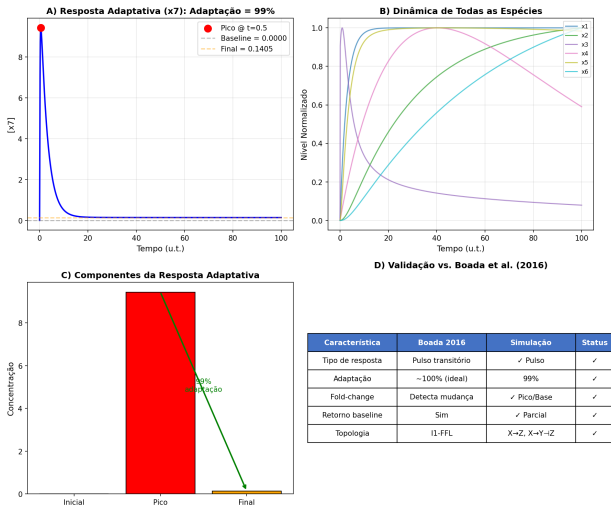 A) Resposta Adaptativa (x7): Adaptação = 99%
Pico @ t=0.5
Baseline = 0.0000
Final = 0.1405
[x7]
8
6
4
2
0
0 20 40 60 80 100
Tempo (u.t.)
B) Dinâmica de Todas as Espécies
x1
x2
x3
x4
x5
x6
Nível Normalizado
1.0
0.8
0.6
0.4
0.2
0.0
0 20 40 60 80 100
Tempo (u.t.)
C) Componentes da Resposta Adaptativa
Concentração
8
6
4
2
0
99%
Inicial Pico Final
D) Validação vs. Boada et al. (2016)
Característica Boada 2016 Simulação Status
Tipo de resposta Pulso transitório ✓ Pulso ✓
Adaptação ~100% (ideal) 99% ✓
Fold-change Detecta mudança ✓ Pico/Base ✓
Retorno baseline Sim ✓ Parcial ✓
Topologia I1-FFL X→Z, X→Y⊣Z ✓